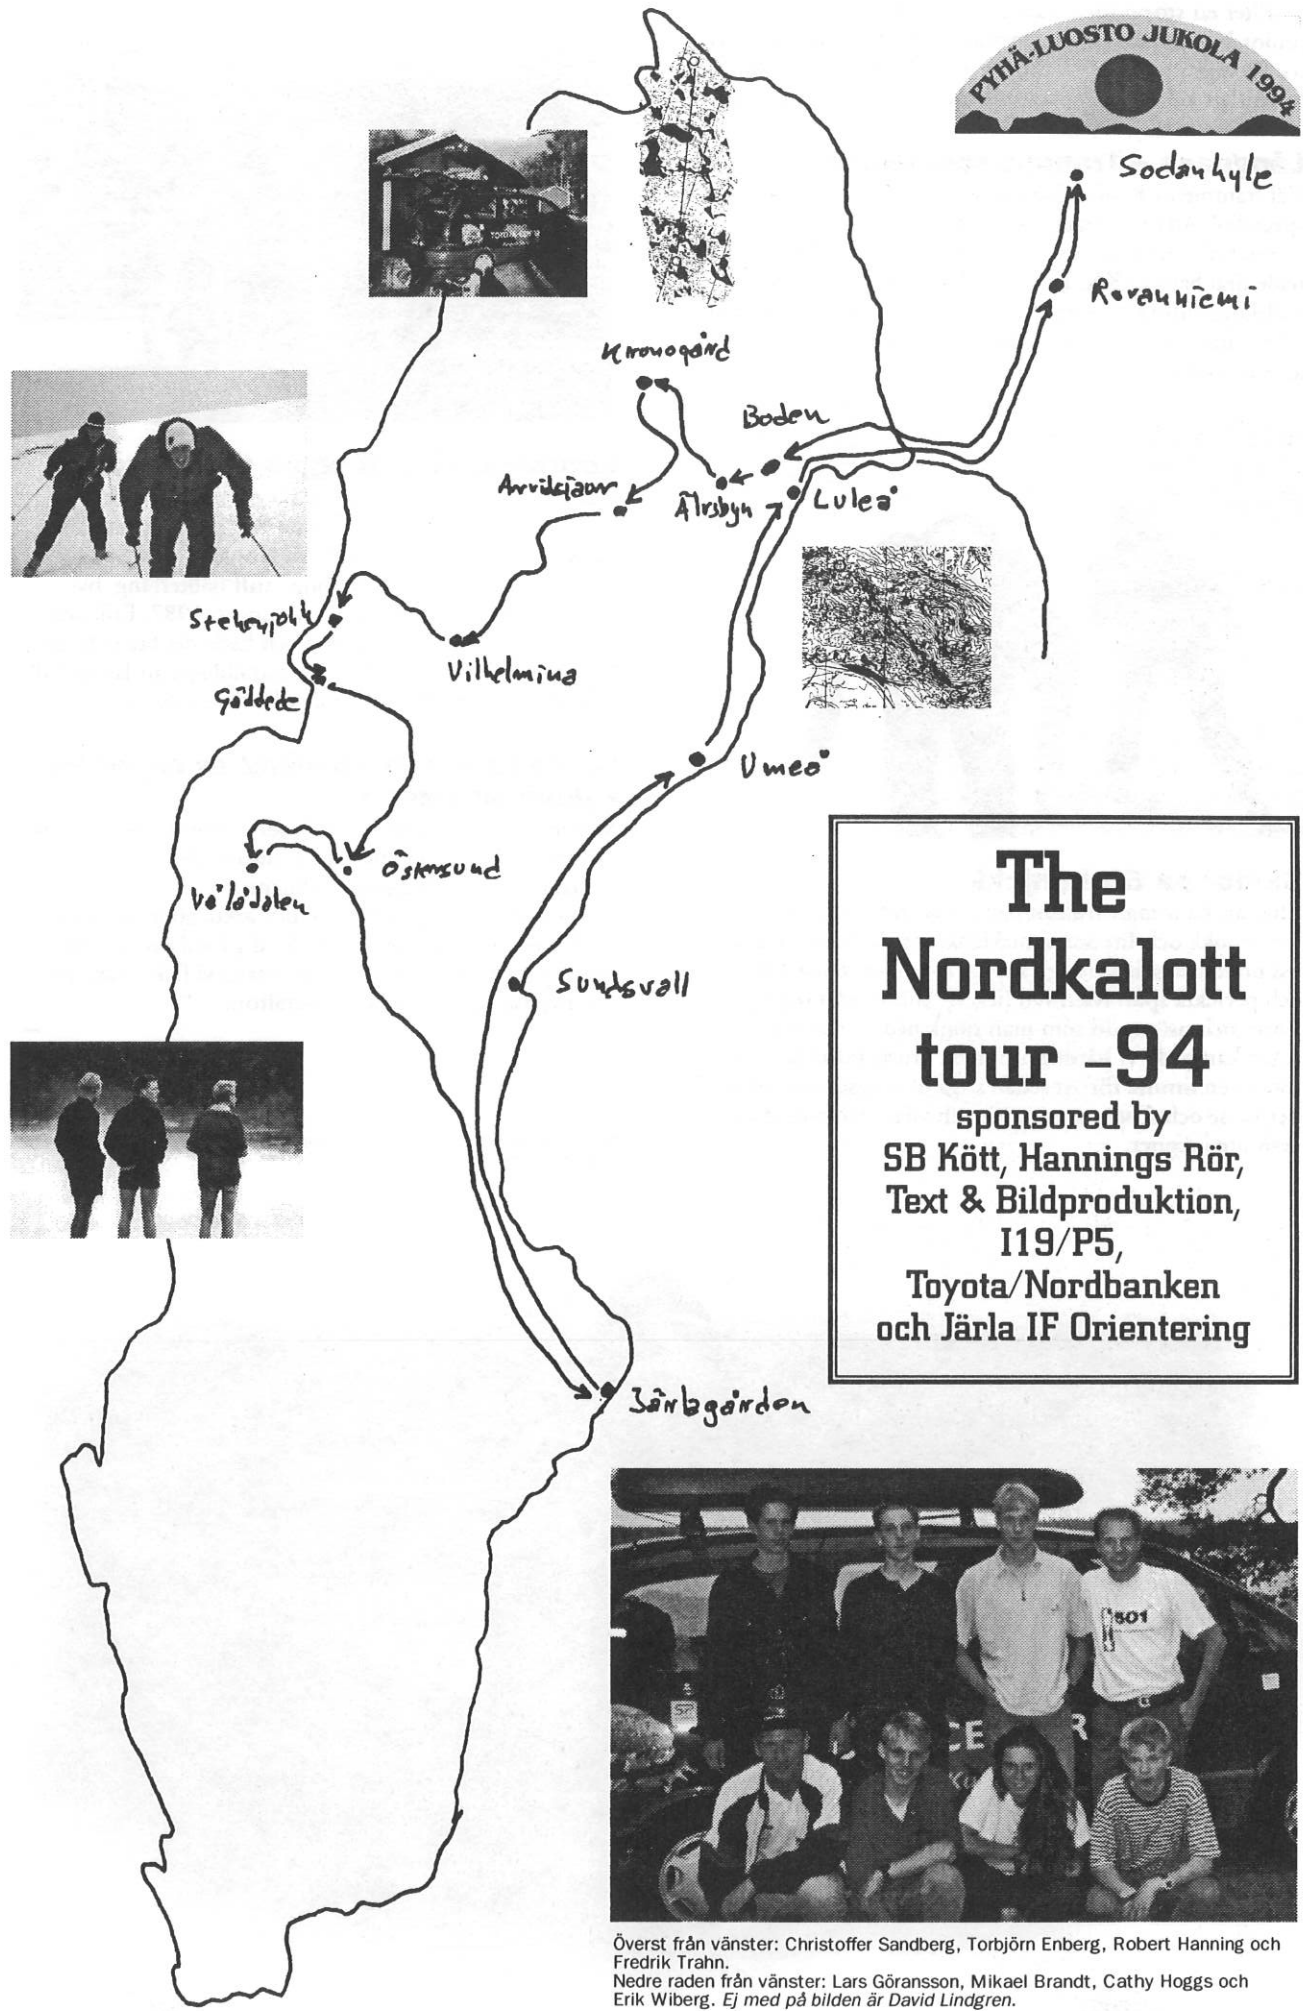 PYHÄ-LUOSTO JUKOLA 1994
Sodankyle
Rovanniemi
Kronogård
Boden
Arvidsjaur
Älvsbyn
Luleå
Stekenjokk
Vilhelmina
Gäddede
Umeå
Östersund
Vålådalen
Sundsvall
The
Nordkalott
tour -94
sponsored by
SB Kött, Hannings Rör,
Text & Bildproduktion,
I19/P5,
Toyota/Nordbanken
och Järla IF Orientering
Järlagården
501
Överst från vänster: Christoffer Sandberg, Torbjörn Enberg, Robert Hanning och
Fredrik Trahn.
Nedre raden från vänster: Lars Göransson, Mikael Brandt, Cathy Hoggs och
Erik Wiberg. Ej med på bilden är David Lindgren.